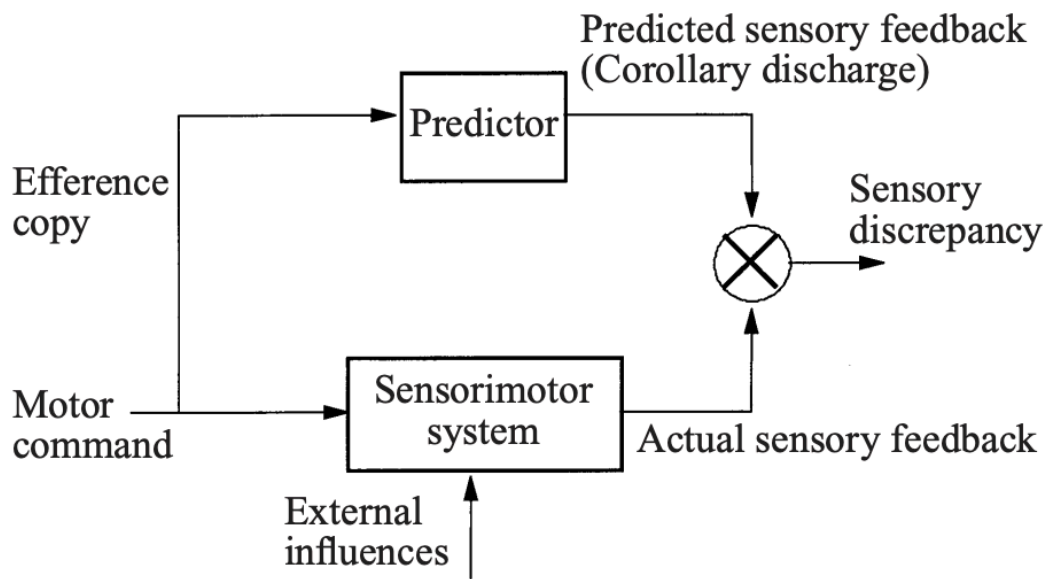 Predicted sensory feedback
(Corollary discharge)
Predictor
Efference
copy
Sensory
discrepancy
Motor
command
Sensorimotor
system
Actual sensory feedback
External
influences